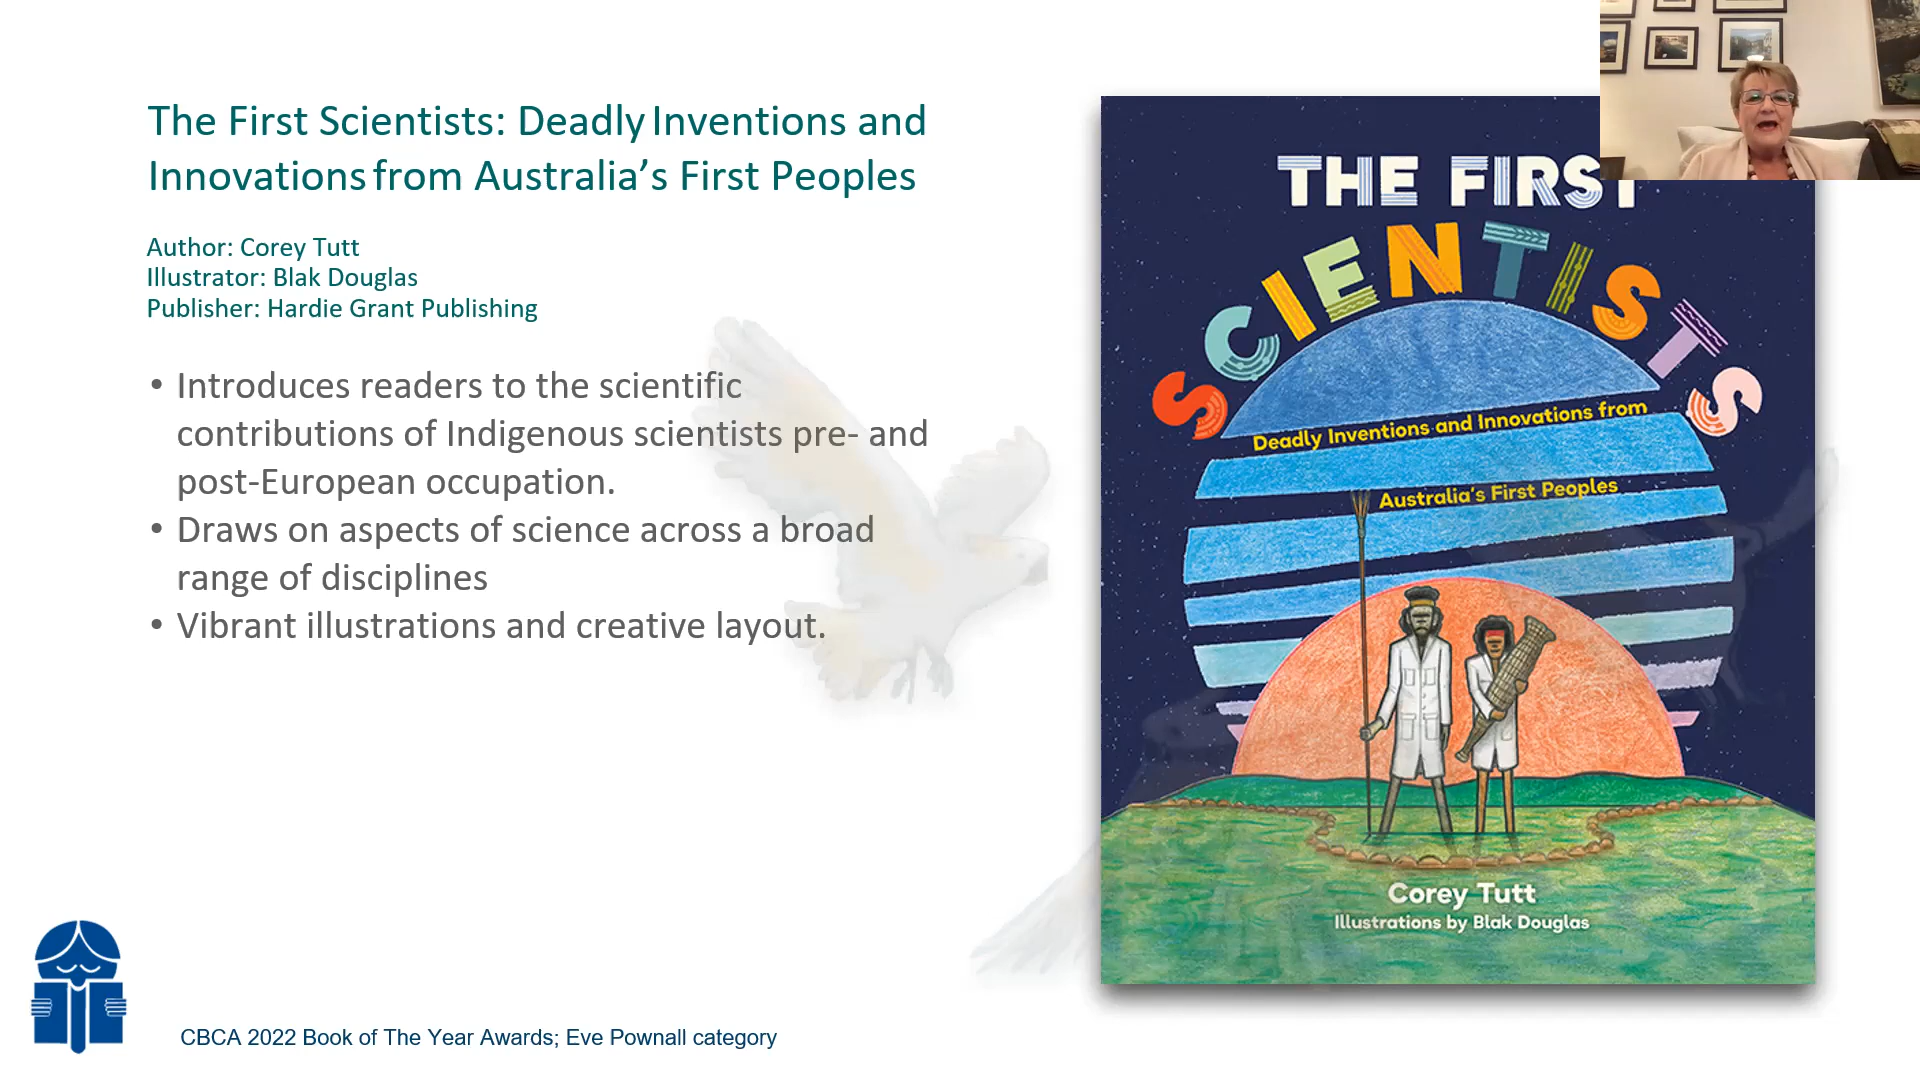 The First Scientists: Deadly Inventions and
Innovations from Australia's First Peoples
Author: Corey Tutt
Illustrator: Blak Douglas
Publisher: Hardie Grant Publishing
• Introduces readers to the scientific
contributions of Indigenous scientists pre- and
post-European occupation.
• Draws on aspects of science across a broad
range of disciplines
• Vibrant illustrations and creative layout.
THE FIRST
SCIENTISTS
Deadly Inventions and Innovations from
Australia's First Peoples
Corey Tutt
Illustrations by Blak Douglas
CBCA 2022 Book of The Year Awards; Eve Pownall category